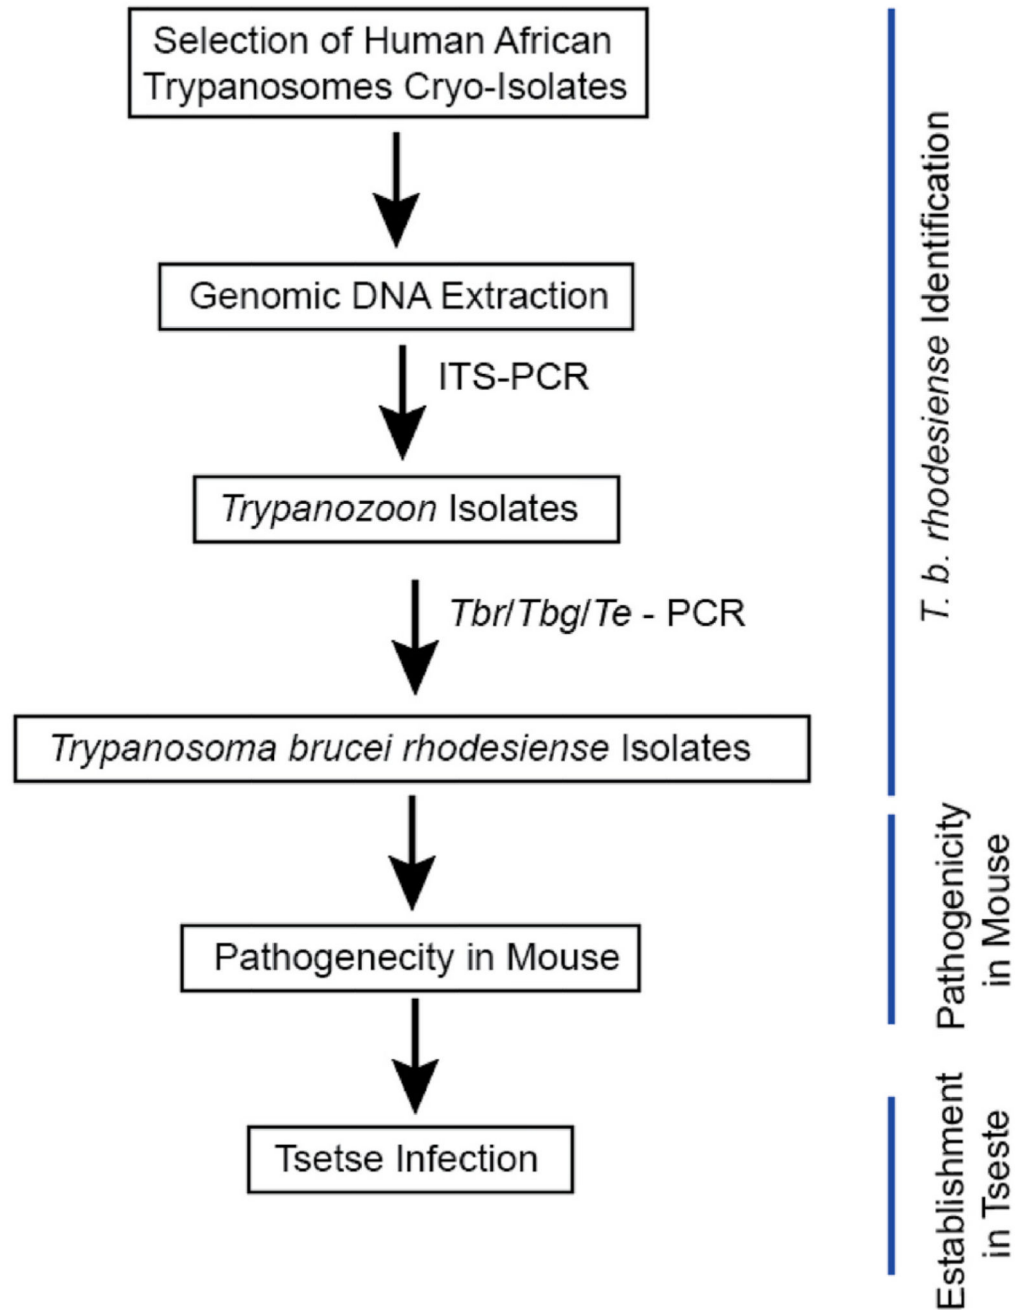 Selection of Human African
Trypanosomes Cryo-Isolates
Genomic DNA Extraction
ITS-PCR
Trypanozoon Isolates
Tbr/Tbg/Te - PCR
Trypanosoma brucei rhodesiense Isolates
Pathogenecity in Mouse
Tsetse Infection
T. b. rhodesiense Identification
Pathogenicity
in Mouse
Establishment
in Tseste